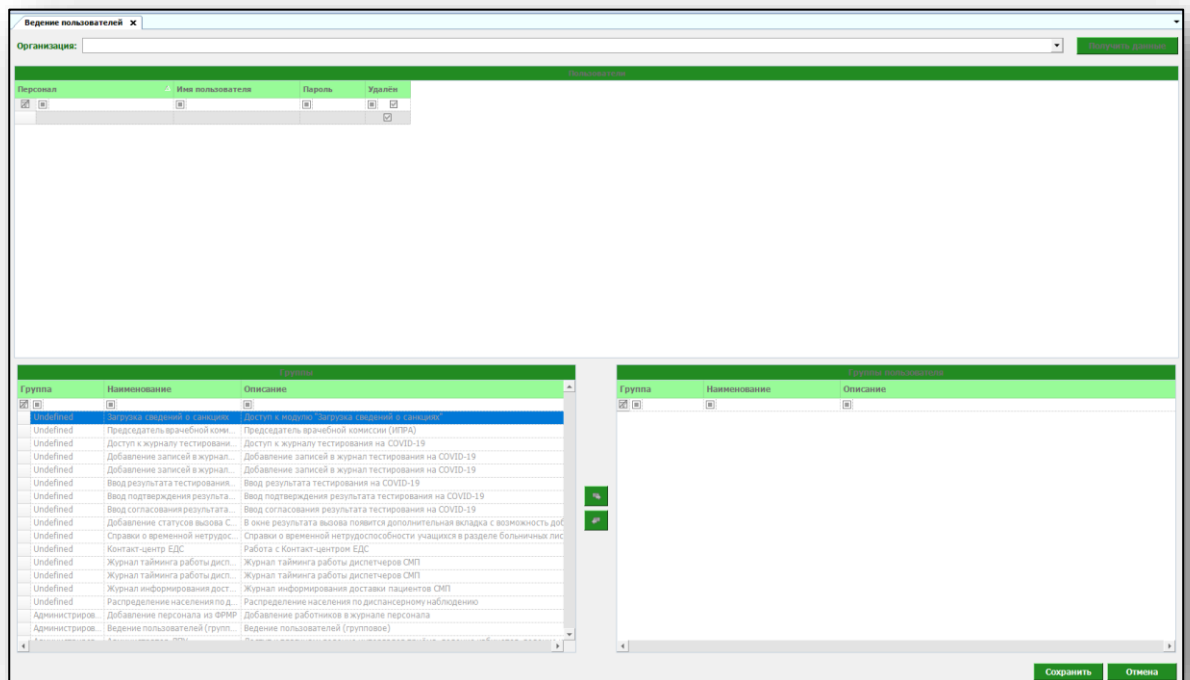 Ведение пользователей x
Организация:
Получить данные
Пользователи
Персонал Имя пользователя Пароль Удалён
Группы
Группа Наименование Описание
Undefined Загрузка сведений о санкциях Доступ к модулю "Загрузка сведений о санкциях"
Undefined Председатель врачебной коми... Председатель врачебной комиссии (ИПРА)
Undefined Доступ к журналу тестировани... Доступ к журналу тестирования на COVID-19
Undefined Добавление записей в журнал... Добавление записей в журнал тестирования на COVID-19
Undefined Добавление записей в журнал... Добавление записей в журнал тестирования на COVID-19
Undefined Ввод результата тестирования... Ввод результата тестирования на COVID-19
Undefined Ввод подтверждения результа... Ввод подтверждения результата тестирования на COVID-19
Undefined Ввод согласования результата... Ввод согласования результата тестирования на COVID-19
Undefined Добавление статусов вызова С... В окне результата вызова появится дополнительная вкладка с возможность доб
Undefined Справки о временной нетрудос... Справки о временной нетрудоспособности учащихся в разделе больничных лис
Undefined Контакт-центр ЕДС Работа с Контакт-центром ЕДС
Undefined Журнал тайминга работы дисп... Журнал тайминга работы диспетчеров СМП
Undefined Журнал тайминга работы дисп... Журнал тайминга работы диспетчеров СМП
Undefined Журнал информирования дост... Журнал информирования доставки пациентов СМП
Undefined Распределение населения по д... Распределение населения по диспансерному наблюдению
Администриров... Добавление персонала из ФРМР Добавление работников в журнале персонала
Администриров... Ведение пользователей (групп... Ведение пользователей (групповое)
Группы пользователя
Группа Наименование Описание
Сохранить Отмена